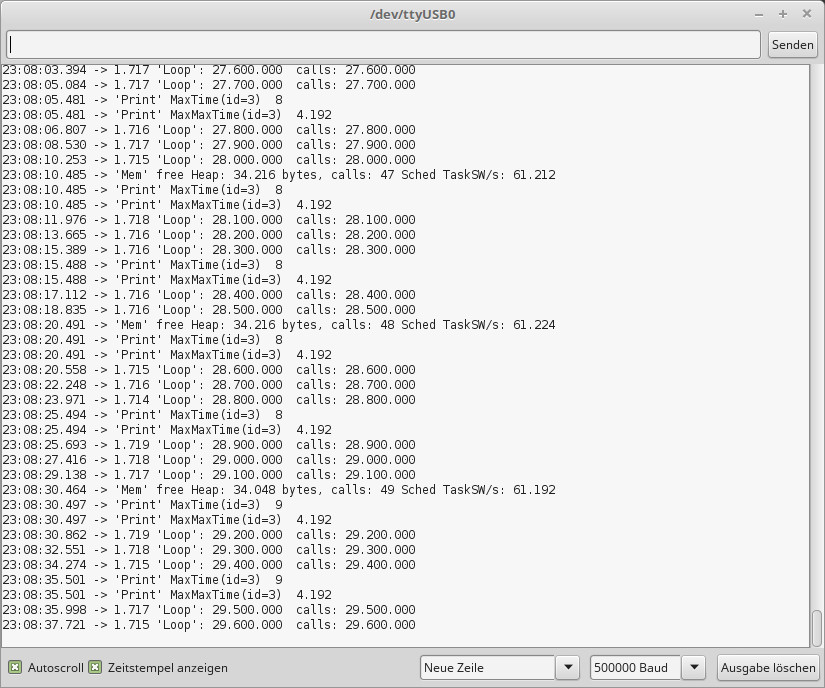 /dev/ttyUSB0
Senden
23:08:03.394 -> 1.717 'Loop': 27.600.000  calls: 27.600.000
23:08:05.084 -> 1.717 'Loop': 27.700.000  calls: 27.700.000
23:08:05.481 -> 'Print' MaxTime(id=3)  8
23:08:05.481 -> 'Print' MaxMaxTime(id=3)  4.192
23:08:06.807 -> 1.716 'Loop': 27.800.000  calls: 27.800.000
23:08:08.530 -> 1.717 'Loop': 27.900.000  calls: 27.900.000
23:08:10.253 -> 1.715 'Loop': 28.000.000  calls: 28.000.000
23:08:10.485 -> 'Mem' free Heap: 34.216 bytes, calls: 47 Sched TaskSW/s: 61.212
23:08:10.485 -> 'Print' MaxTime(id=3)  8
23:08:10.485 -> 'Print' MaxMaxTime(id=3)  4.192
23:08:11.976 -> 1.718 'Loop': 28.100.000  calls: 28.100.000
23:08:13.665 -> 1.716 'Loop': 28.200.000  calls: 28.200.000
23:08:15.389 -> 1.716 'Loop': 28.300.000  calls: 28.300.000
23:08:15.488 -> 'Print' MaxTime(id=3)  8
23:08:15.488 -> 'Print' MaxMaxTime(id=3)  4.192
23:08:17.112 -> 1.716 'Loop': 28.400.000  calls: 28.400.000
23:08:18.835 -> 1.716 'Loop': 28.500.000  calls: 28.500.000
23:08:20.491 -> 'Mem' free Heap: 34.216 bytes, calls: 48 Sched TaskSW/s: 61.224
23:08:20.491 -> 'Print' MaxTime(id=3)  8
23:08:20.491 -> 'Print' MaxMaxTime(id=3)  4.192
23:08:20.558 -> 1.715 'Loop': 28.600.000  calls: 28.600.000
23:08:22.248 -> 1.716 'Loop': 28.700.000  calls: 28.700.000
23:08:23.971 -> 1.714 'Loop': 28.800.000  calls: 28.800.000
23:08:25.494 -> 'Print' MaxTime(id=3)  8
23:08:25.494 -> 'Print' MaxMaxTime(id=3)  4.192
23:08:25.693 -> 1.719 'Loop': 28.900.000  calls: 28.900.000
23:08:27.416 -> 1.718 'Loop': 29.000.000  calls: 29.000.000
23:08:29.138 -> 1.717 'Loop': 29.100.000  calls: 29.100.000
23:08:30.464 -> 'Mem' free Heap: 34.048 bytes, calls: 49 Sched TaskSW/s: 61.192
23:08:30.497 -> 'Print' MaxTime(id=3)  9
23:08:30.497 -> 'Print' MaxMaxTime(id=3)  4.192
23:08:30.862 -> 1.719 'Loop': 29.200.000  calls: 29.200.000
23:08:32.551 -> 1.718 'Loop': 29.300.000  calls: 29.300.000
23:08:34.274 -> 1.715 'Loop': 29.400.000  calls: 29.400.000
23:08:35.501 -> 'Print' MaxTime(id=3)  9
23:08:35.501 -> 'Print' MaxMaxTime(id=3)  4.192
23:08:35.998 -> 1.717 'Loop': 29.500.000  calls: 29.500.000
23:08:37.721 -> 1.715 'Loop': 29.600.000  calls: 29.600.000
Autoscroll Zeitstempel anzeigen Neue Zeile 500000 Baud Ausgabe löschen